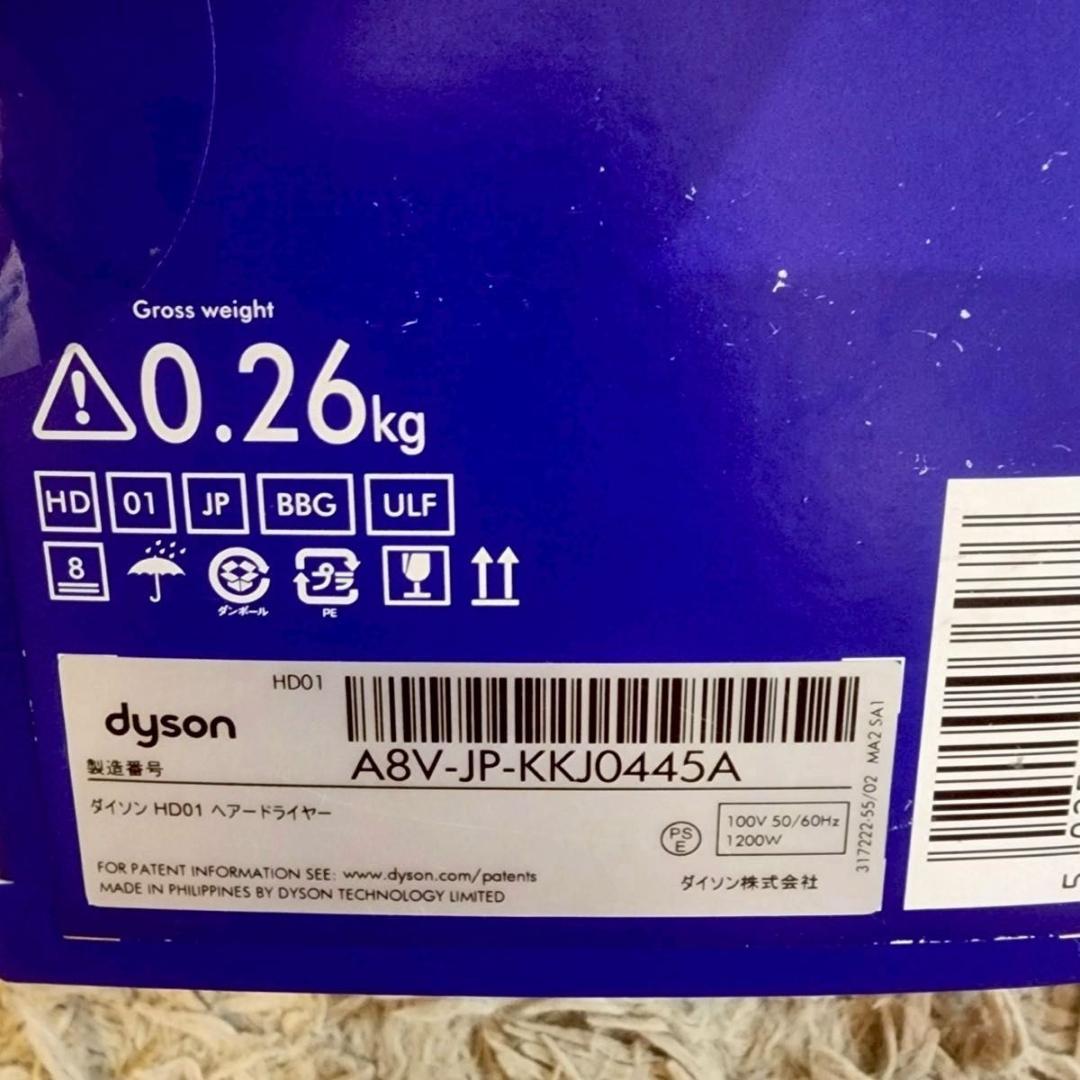 Gross weight
0.26kg
HD 01 JP BBG ULF
8
プラ
ダンボール PE
HD01
dyson
製造番号 A8V-JP-KKJ0445A
ダイソン HD01 ヘアードライヤー
PS E
100V 50/60Hz
1200W
FOR PATENT INFORMATION SEE: www.dyson.com/patents
MADE IN PHILIPPINES BY DYSON TECHNOLOGY LIMITED
ダイソン株式会社
317222-55/02 MA2 SA1